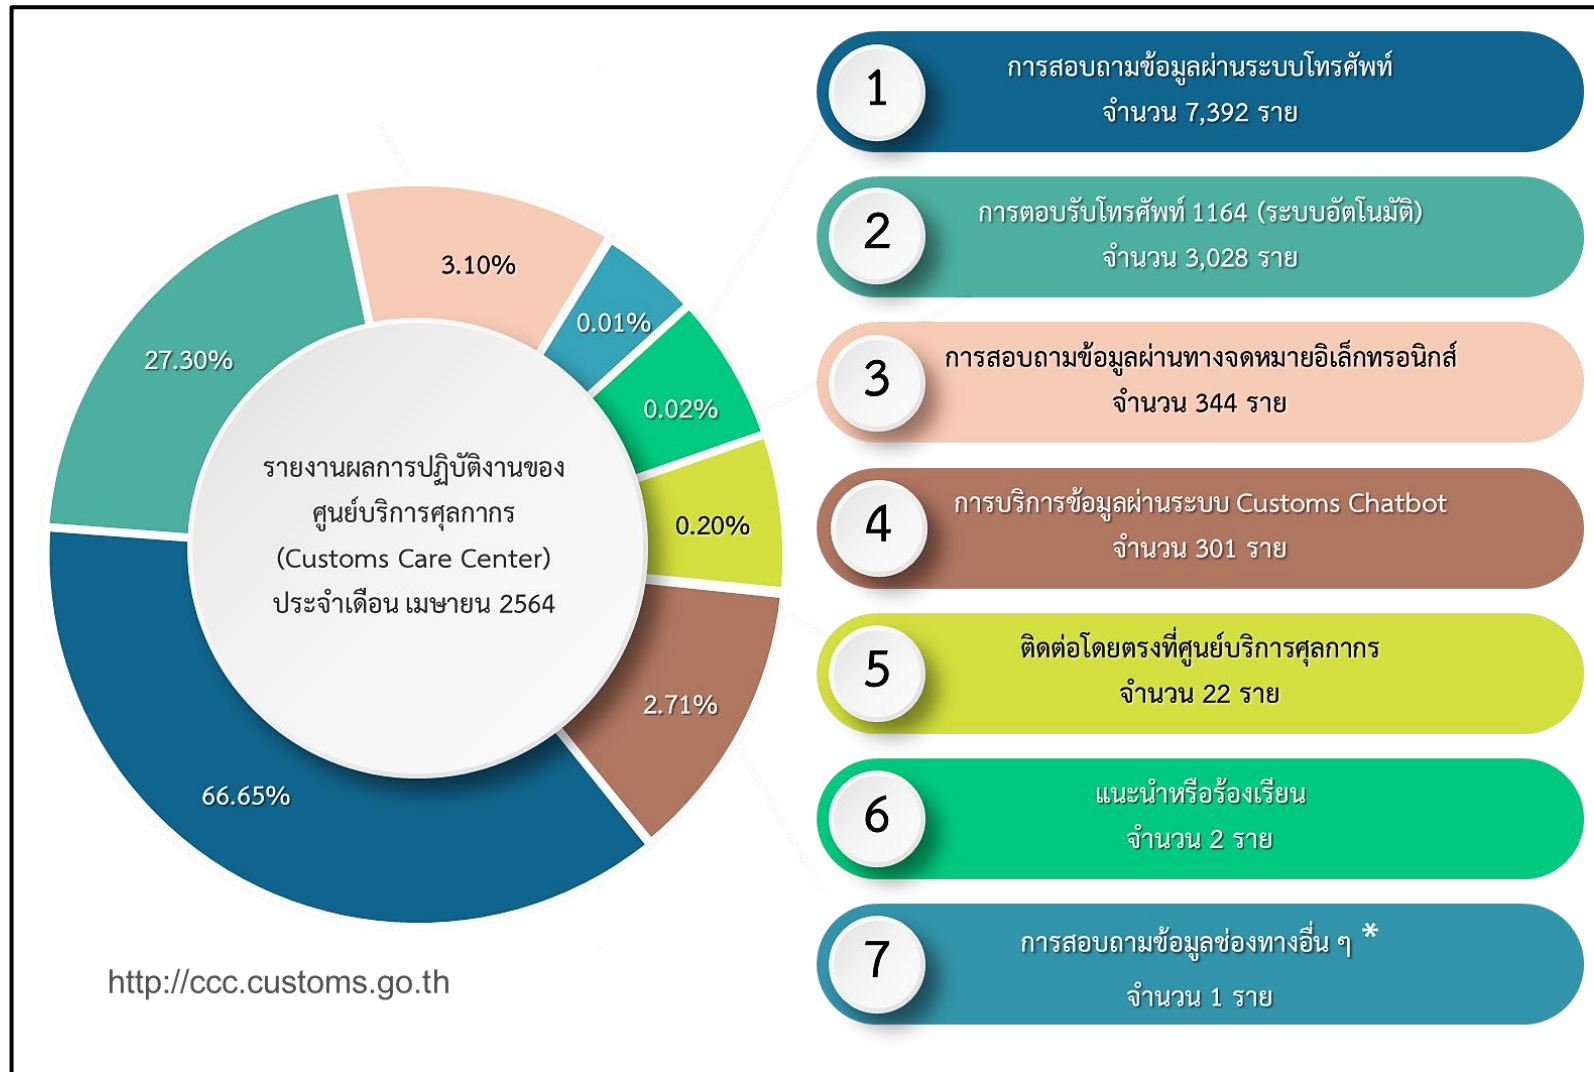 1
การสอบถามข้อมูลผ่านระบบโทรศัพท์
จำนวน 7,392 ราย
2
การตอบรับโทรศัพท์ 1164 (ระบบอัตโนมัติ)
จำนวน 3,028 ราย
3
การสอบถามข้อมูลผ่านทางจดหมายอิเล็กทรอนิกส์
จำนวน 344 ราย
4
การบริการข้อมูลผ่านระบบ Customs Chatbot
จำนวน 301 ราย
5
ติดต่อโดยตรงที่ศูนย์บริการศุลกากร
จำนวน 22 ราย
6
แนะนำหรือร้องเรียน
จำนวน 2 ราย
7
การสอบถามข้อมูลช่องทางอื่น ๆ *
จำนวน 1 ราย
3.10%
0.01%
27.30%
0.02%
0.20%
2.71%
66.65%
รายงานผลการปฏิบัติงานของ
ศูนย์บริการศุลกากร
(Customs Care Center)
ประจำเดือน เมษายน 2564
http://ccc.customs.go.th